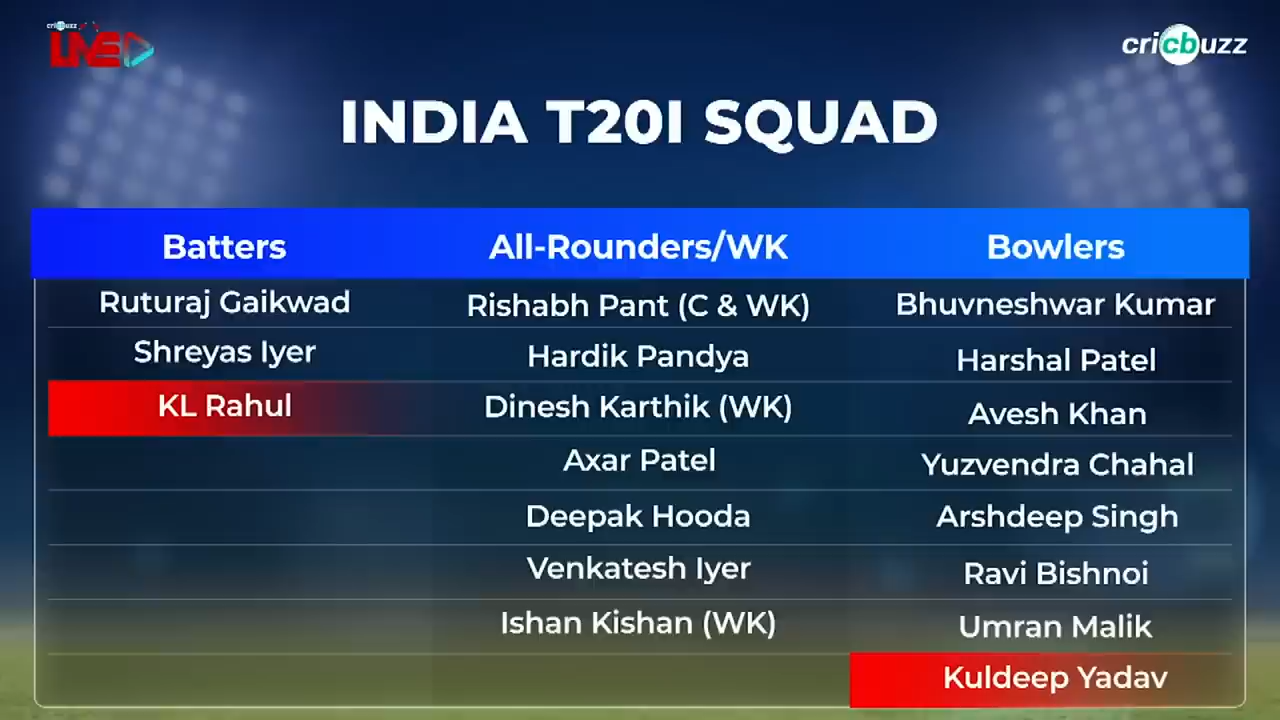 cricbuzz
LIVE
cricbuzz
INDIA T20I SQUAD
Batters All-Rounders/WK Bowlers
Ruturaj Gaikwad Rishabh Pant (C & WK) Bhuvneshwar Kumar
Shreyas Iyer Hardik Pandya Harshal Patel
KL Rahul Dinesh Karthik (WK) Avesh Khan
Axar Patel Yuzvendra Chahal
Deepak Hooda Arshdeep Singh
Venkatesh Iyer Ravi Bishnoi
Ishan Kishan (WK) Umran Malik
Kuldeep Yadav